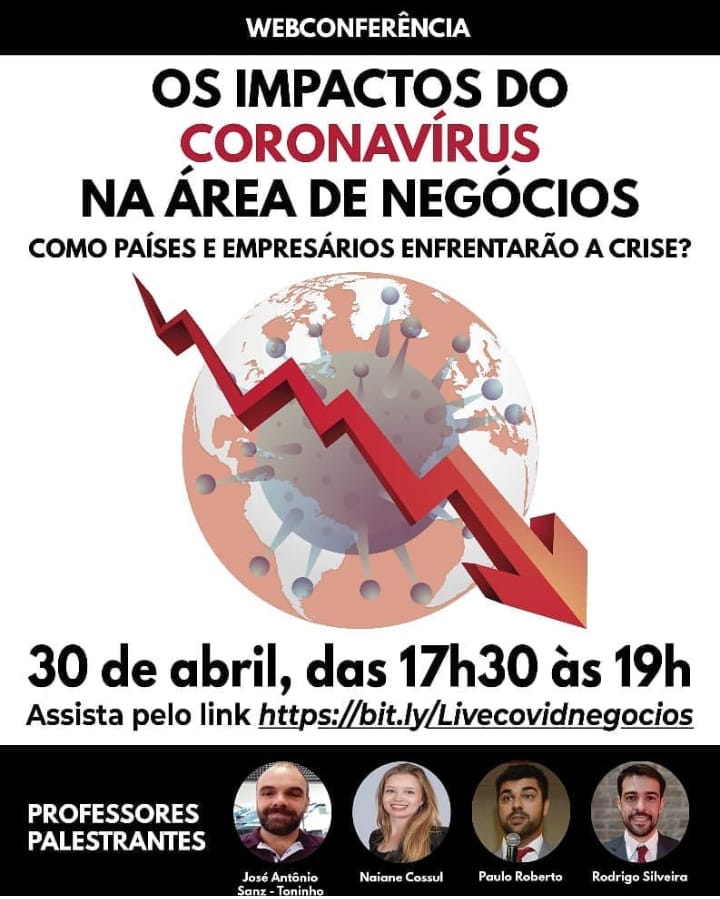 WEBCONFERÊNCIA
OS IMPACTOS DO
CORONAVÍRUS
NA ÁREA DE NEGÓCIOS
COMO PAÍSES E EMPRESÁRIOS ENFRENTARÃO A CRISE?
30 de abril, das 17h30 às 19h
Assista pelo link https://bit.ly/Livecovidnegocios
PROFESSORES
PALESTRANTES
José Antônio
Sanz - Toninho
Naiane Cossul
Paulo Roberto
Rodrigo Silveira